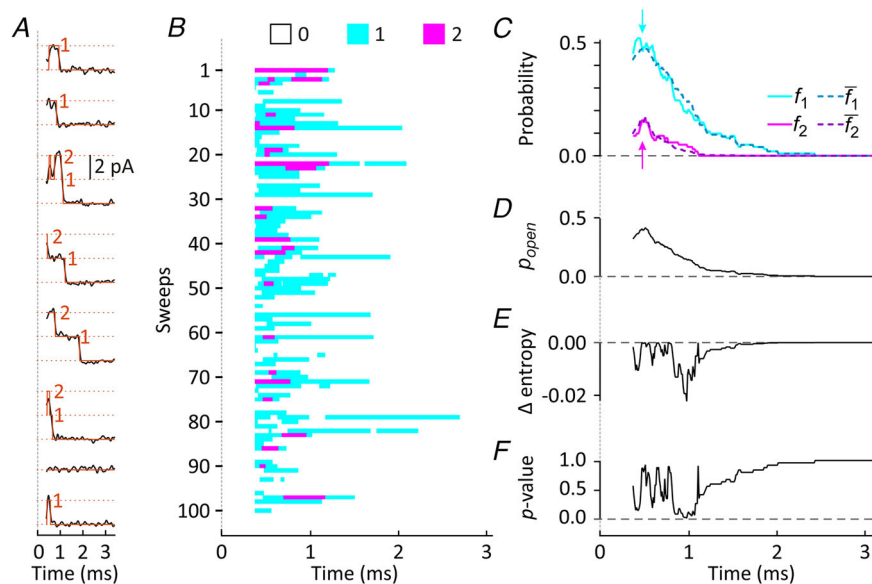 A
1
1
2
1
2 pA
2
1
2
1
2
1
1
0 1 2 3
Time (ms)
B
0 1 2
Sweeps
1
10
20
30
40
50
60
70
80
90
100
0 1 2 3
Time (ms)
C
Probability
0.5
0.0
f1 f1
f2 f2
D
popen
0.5
0.0
E
Δ entropy
0.00
-0.02
F
p-value
1.0
0.5
0.0
0 1 2 3
Time (ms)